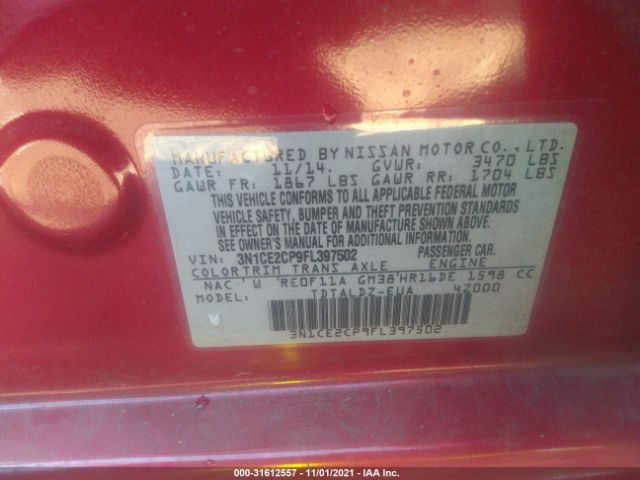 MANUFACTURED BY NISSAN MOTOR CO., LTD.
DATE: 11/14. GVWR: 3470 LBS
GAWR FR: 1867 LBS GAWR RR: 1704 LBS
THIS VEHICLE CONFORMS TO ALL APPLICABLE FEDERAL MOTOR
VEHICLE SAFETY, BUMPER AND THEFT PREVENTION STANDARDS
IN EFFECT ON THE DATE OF MANUFACTURE SHOWN ABOVE.
SEE OWNER'S MANUAL FOR ADDITIONAL INFORMATION.
VIN: 3N1CE2CP9FL397502 PASSENGER CAR.
COLOR TRIM TRANS AXLE ENGINE
NAC W RE0F11A GM38 HR16DE 1598 CC
MODEL: TDTALDZ-EUA 4Z000
3N1CE2CP9FL397502
000-31612557 - 11/01/2021 - IAA Inc.